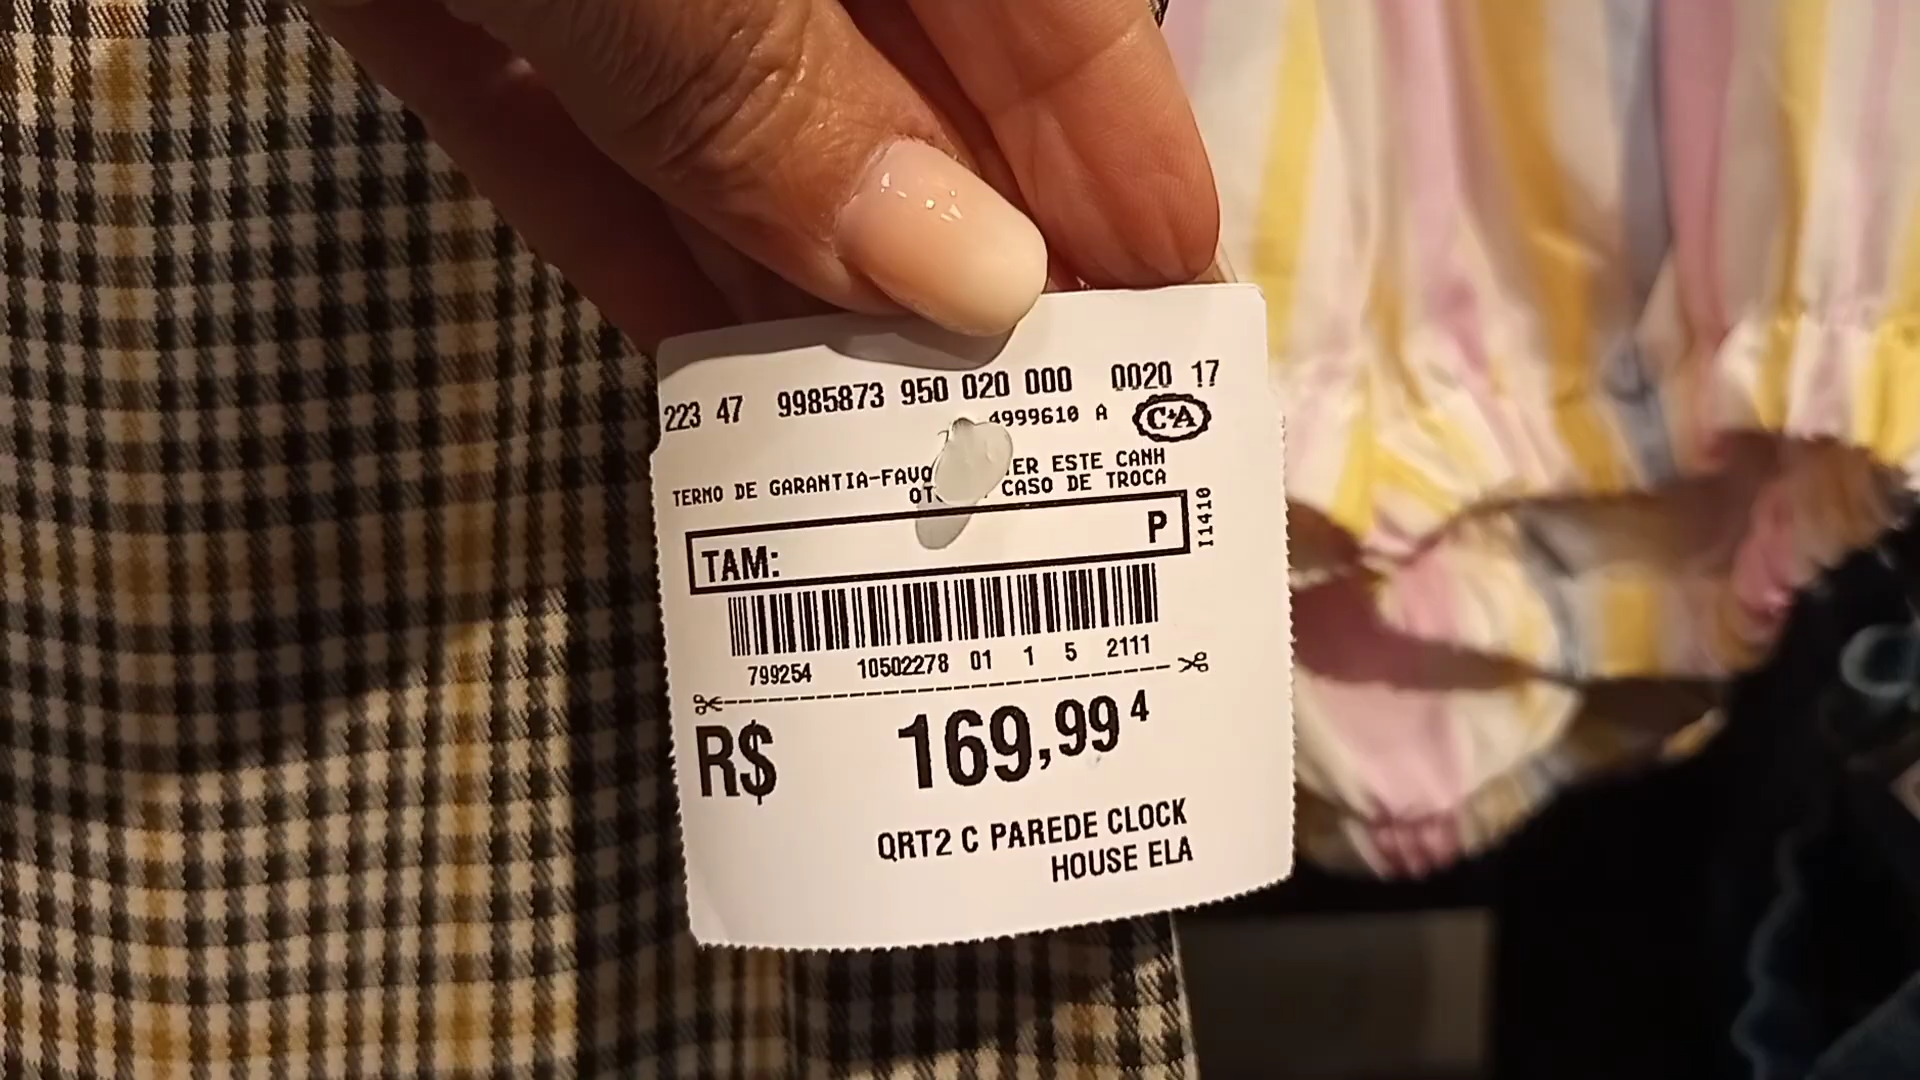 223 47 9985873 950 020 000 0020 17
4999610 A C&A
TERMO DE GARANTIA-FAVO ER ESTE CANH
OT CASO DE TROCA
TAM: P
I1410
799254 10502278 01 1 5 2111
R$ 169,99 4
QRT2 C PAREDE CLOCK
HOUSE ELA